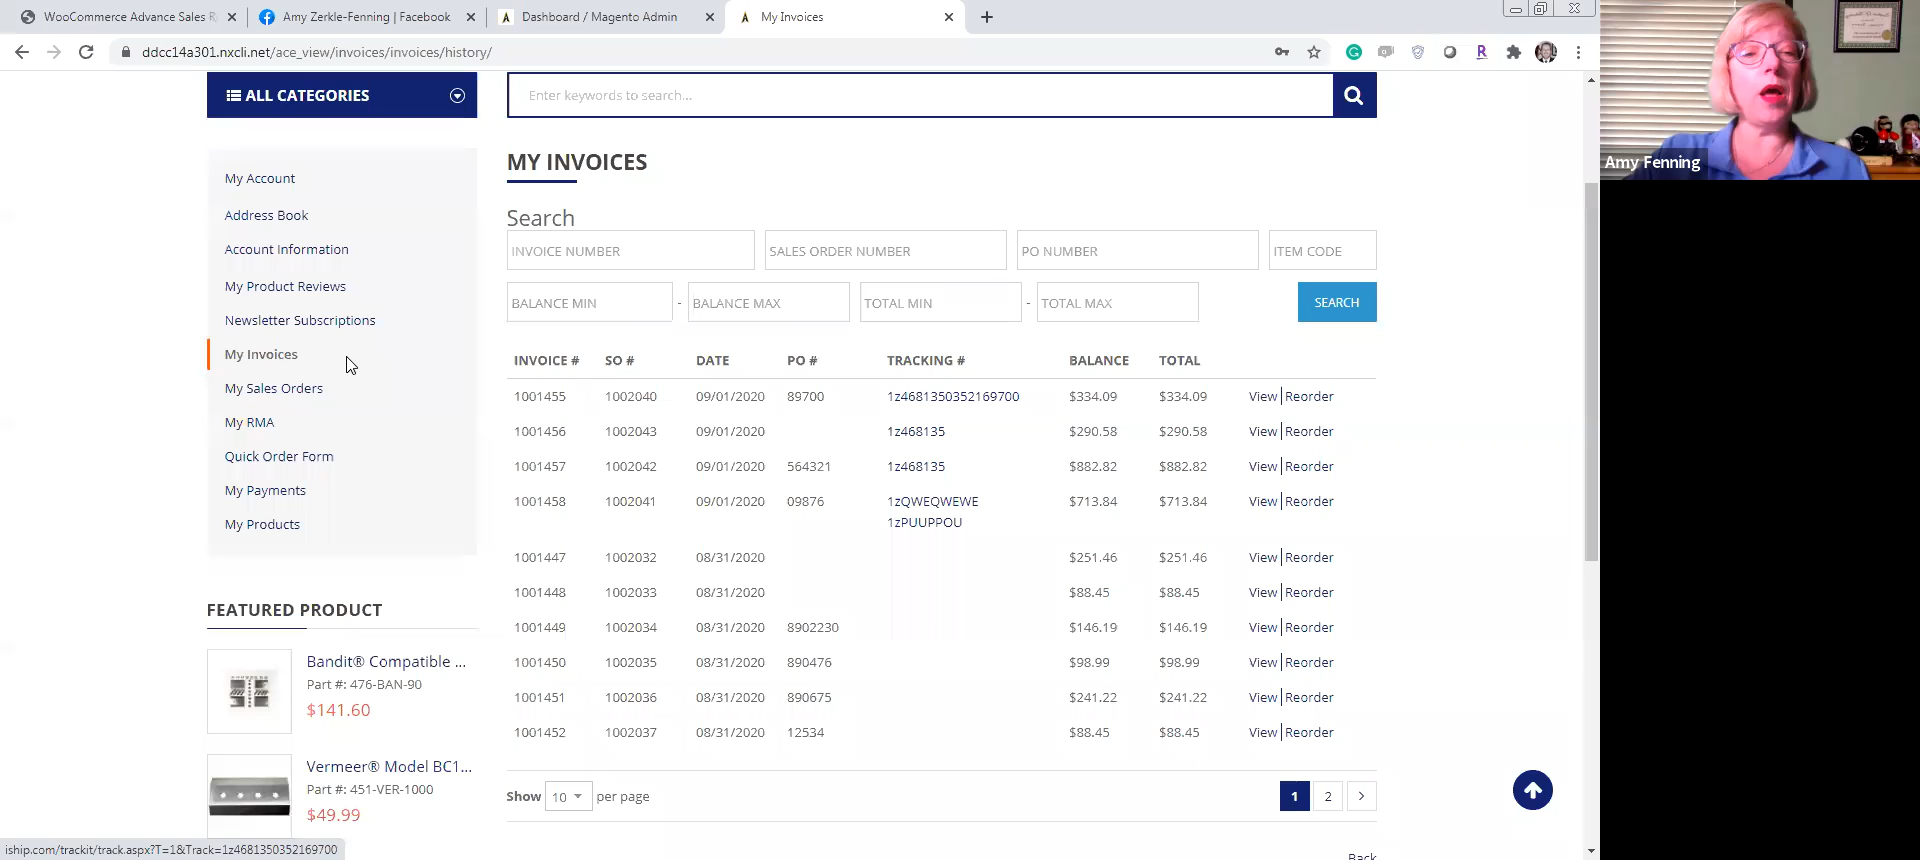 WooCommerce Advance Sales R
Amy Zerkle-Fenning | Facebook
Dashboard / Magento Admin
My Invoices
ddcc14a301.nxcli.net/ace_view/invoices/invoices/history/
ALL CATEGORIES
Enter keywords to search...
My Account
Address Book
Account Information
My Product Reviews
Newsletter Subscriptions
My Invoices
My Sales Orders
My RMA
Quick Order Form
My Payments
My Products
FEATURED PRODUCT
Bandit® Compatible ...
Part #: 476-BAN-90
$141.60
Vermeer® Model BC1...
Part #: 451-VER-1000
$49.99
MY INVOICES
Search
INVOICE NUMBER SALES ORDER NUMBER PO NUMBER ITEM CODE
BALANCE MIN - BALANCE MAX TOTAL MIN - TOTAL MAX SEARCH
INVOICE # SO # DATE PO # TRACKING # BALANCE TOTAL
1001455 1002040 09/01/2020 89700 1z4681350352169700 $334.09 $334.09 View | Reorder
1001456 1002043 09/01/2020 1z468135 $290.58 $290.58 View | Reorder
1001457 1002042 09/01/2020 564321 1z468135 $882.82 $882.82 View | Reorder
1001458 1002041 09/01/2020 09876 1zQWEQWEWE $713.84 $713.84 View | Reorder
1zPUUPPOU
1001447 1002032 08/31/2020 $251.46 $251.46 View | Reorder
1001448 1002033 08/31/2020 $88.45 $88.45 View | Reorder
1001449 1002034 08/31/2020 8902230 $146.19 $146.19 View | Reorder
1001450 1002035 08/31/2020 890476 $98.99 $98.99 View | Reorder
1001451 1002036 08/31/2020 890675 $241.22 $241.22 View | Reorder
1001452 1002037 08/31/2020 12534 $88.45 $88.45 View | Reorder
Show 10 per page
1 2 >
Back
iship.com/trackit/track.aspx?T=1&Track=1z4681350352169700
Amy Fenning